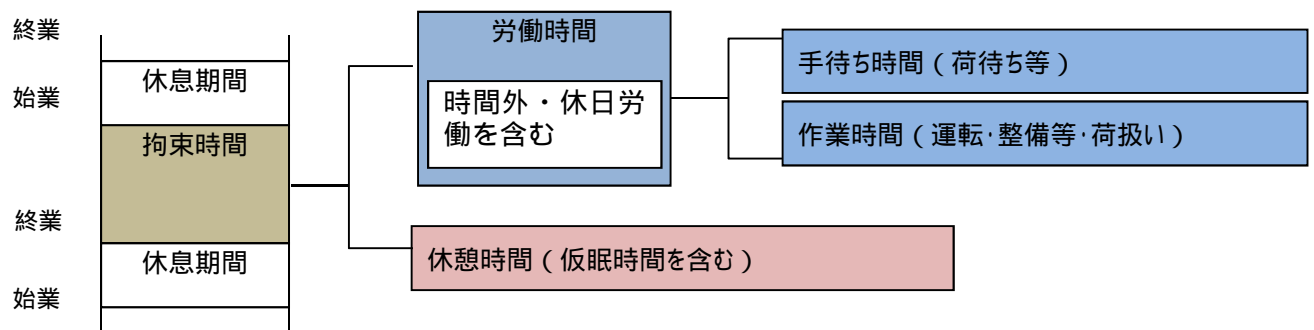 終業
休息期間
始業
拘束時間
終業
休息期間
始業
労働時間
時間外・休日労
働を含む
手待ち時間(荷待ち等)
作業時間(運転・整備等・荷扱い)
休憩時間(仮眠時間を含む)